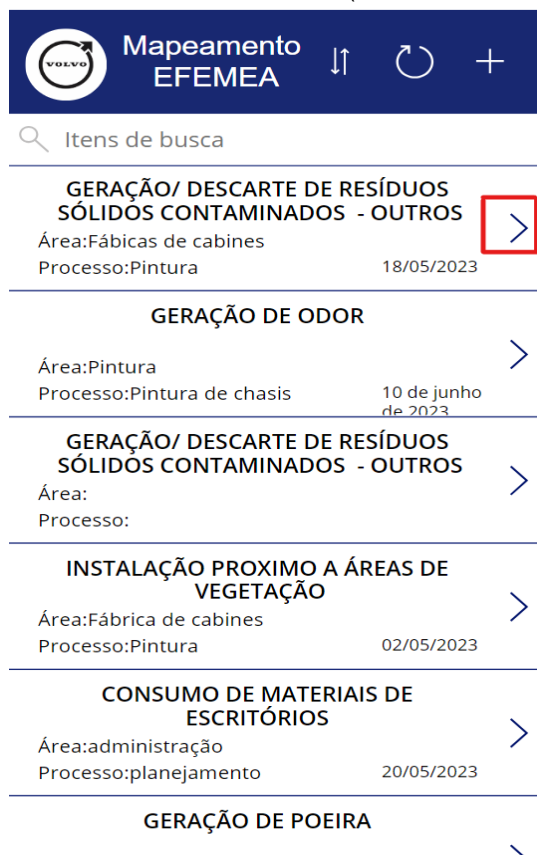 VOLVO
Mapeamento
EFEMEA
Itens de busca
GERAÇÃO/ DESCARTE DE RESÍDUOS
SÓLIDOS CONTAMINADOS - OUTROS
Área:Fábicas de cabines
Processo:Pintura 18/05/2023
GERAÇÃO DE ODOR
Área:Pintura
Processo:Pintura de chasis 10 de junho
de 2023
GERAÇÃO/ DESCARTE DE RESÍDUOS
SÓLIDOS CONTAMINADOS - OUTROS
Área:
Processo:
INSTALAÇÃO PROXIMO A ÁREAS DE
VEGETAÇÃO
Área:Fábrica de cabines
Processo:Pintura 02/05/2023
CONSUMO DE MATERIAIS DE
ESCRITÓRIOS
Área:administração
Processo:planejamento 20/05/2023
GERAÇÃO DE POEIRA